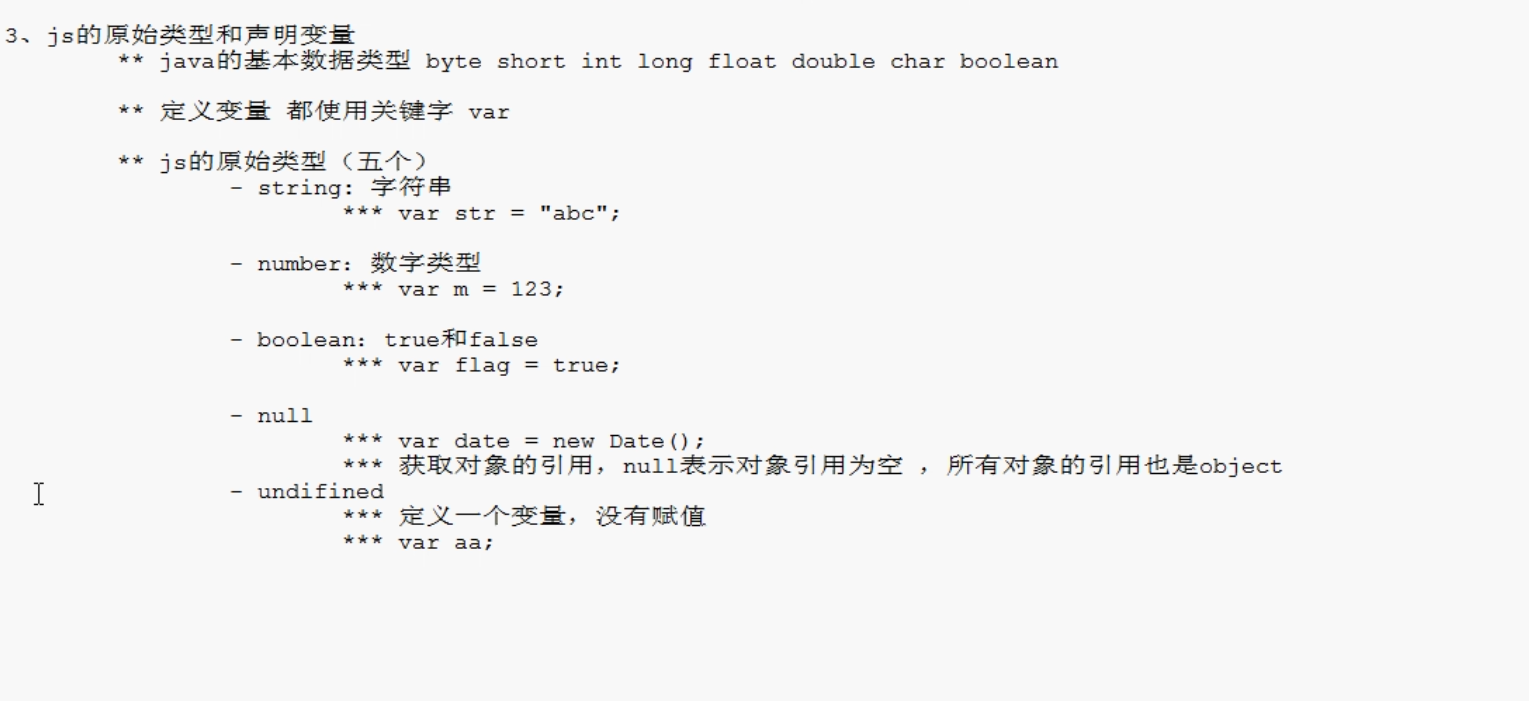 3、js的原始类型和声明变量
** java的基本数据类型 byte short int long float double char boolean
** 定义变量 都使用关键字 var
** js的原始类型（五个）
- string: 字符串
*** var str = "abc";
- number: 数字类型
*** var m = 123;
- boolean: true和false
*** var flag = true;
- null
*** var date = new Date();
*** 获取对象的引用，null表示对象引用为空 ，所有对象的引用也是object
- undifined
*** 定义一个变量，没有赋值
*** var aa;